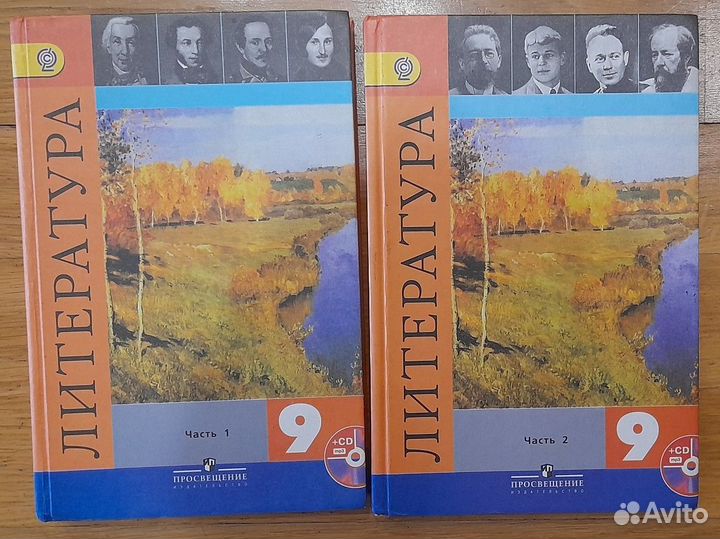 ЛИТЕРАТУРА
Часть 1
9
+CD
mp3
ПРОСВЕЩЕНИЕ
ИЗДАТЕЛЬСТВО
ЛИТЕРАТУРА
Часть 2
9
+CD
mp3
ПРОСВЕЩЕНИЕ
ИЗДАТЕЛЬСТВО
Avito